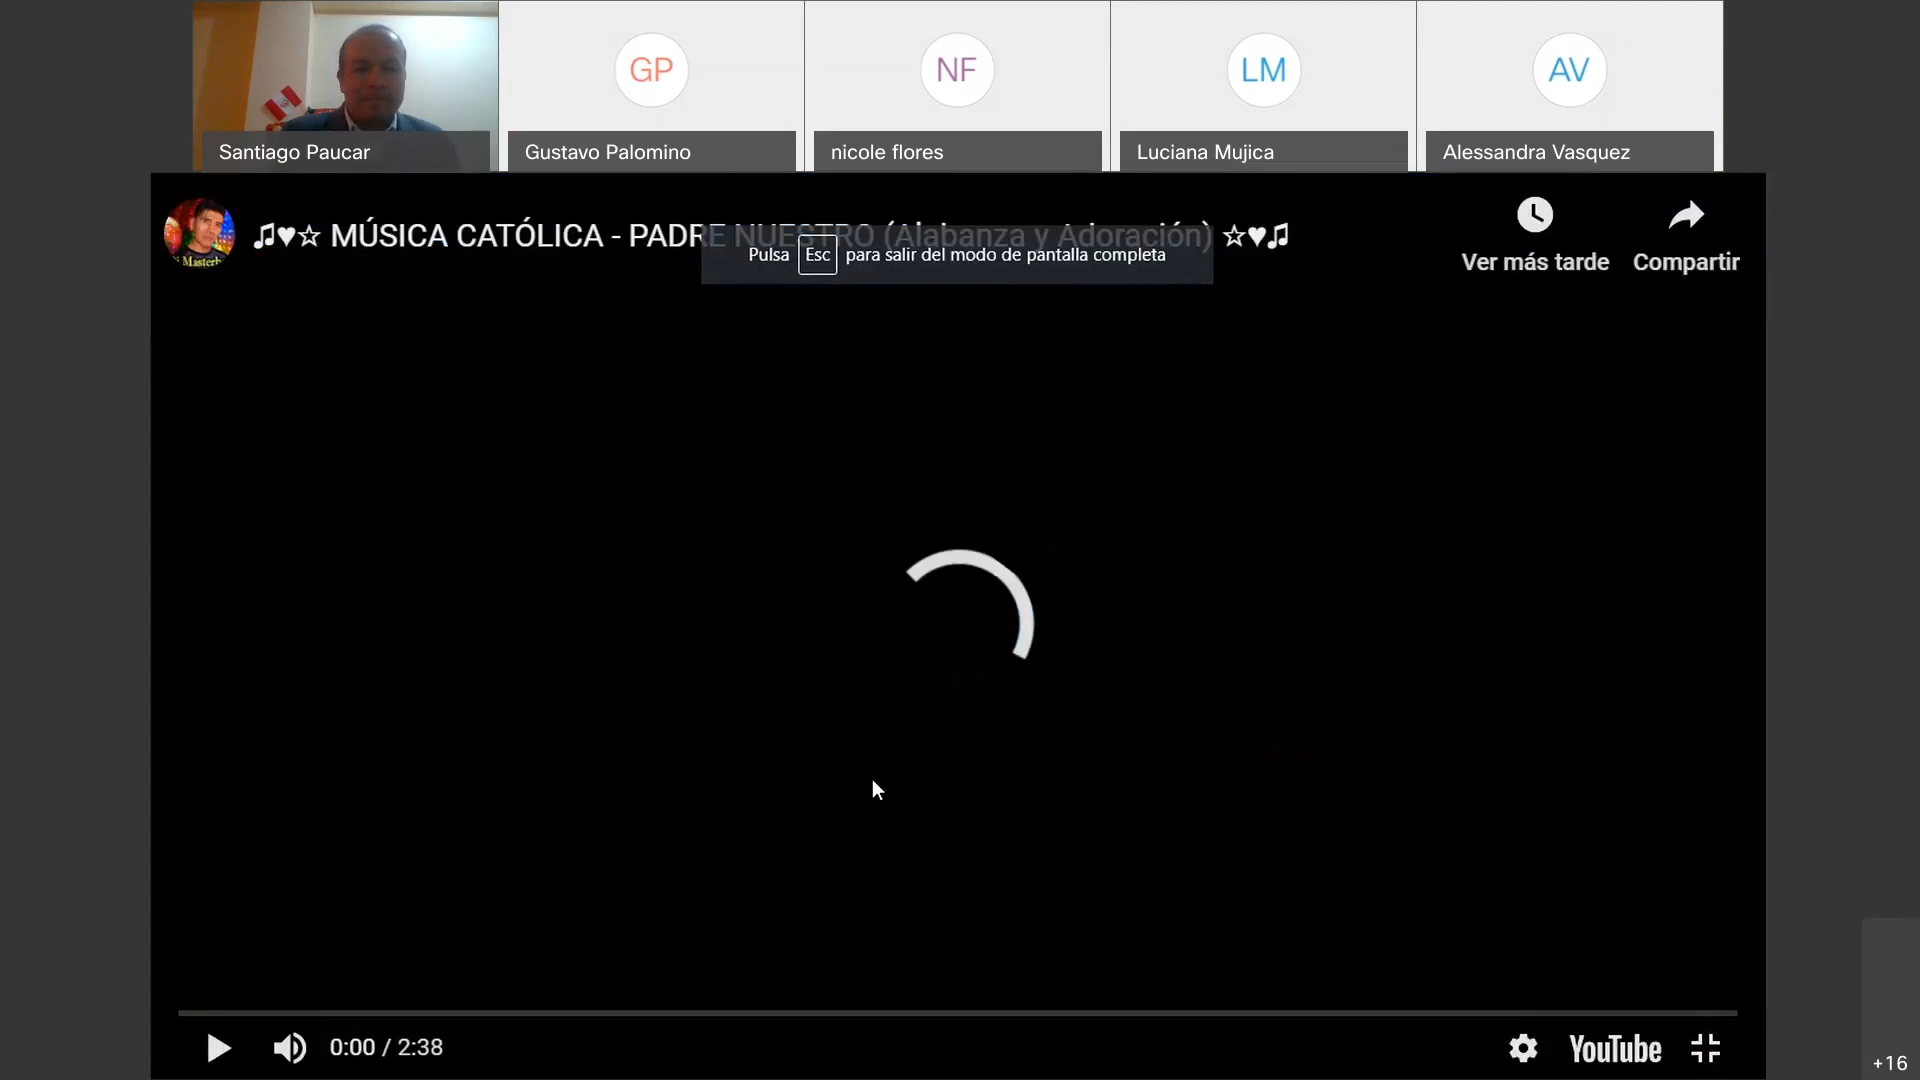 GP
NF
LM
AV
Santiago Paucar
Gustavo Palomino
nicole flores
Luciana Mujica
Alessandra Vasquez
♫♥☆ MÚSICA CATÓLICA - PADRE NUESTRO (Alabanza y Adoración) ☆♥♫
Pulsa Esc para salir del modo de pantalla completa
Ver más tarde
Compartir
0:00 / 2:38
YouTube
+16